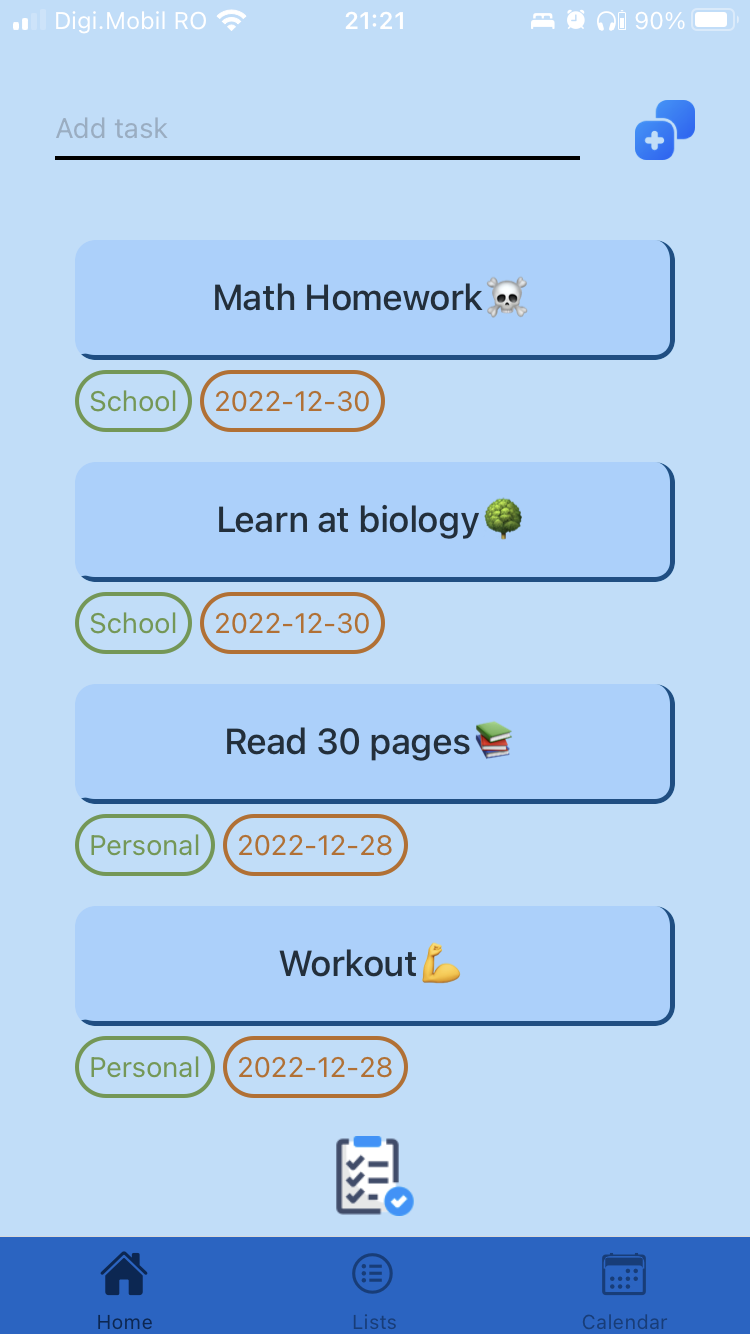 Digi.Mobil RO 21:21 90%
Add task
Math Homework☠️
School 2022-12-30
Learn at biology🌳
School 2022-12-30
Read 30 pages📚
Personal 2022-12-28
Workout💪
Personal 2022-12-28
Home Lists Calendar